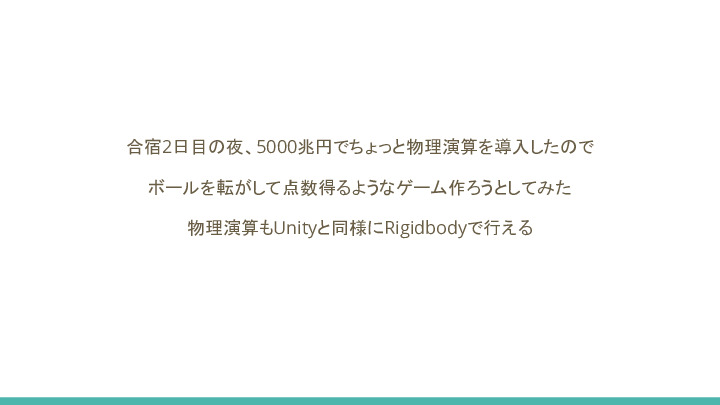 合宿2日目の夜、5000兆円でちょっと物理演算を導入したので
ボールを転がして点数得るようなゲーム作ろうとしてみた
物理演算もUnityと同様にRigidbodyで行える